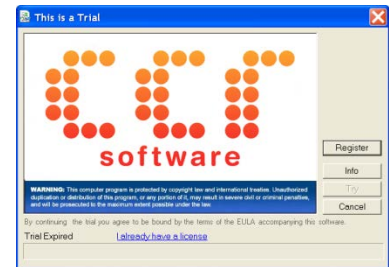 This is a Trial
CCT
software
WARNING: This computer program is protected by copyright law and international treaties. Unauthorized
duplication or distribution of this program, or any portion of it, may result in severe civil or criminal penalties,
and will be prosecuted to the maximum extent possible under the law.
Register
Info
Try
Cancel
By continuing the trial you agree to be bound by the terms of the EULA accompanying this software.
Trial Expired
I already have a license